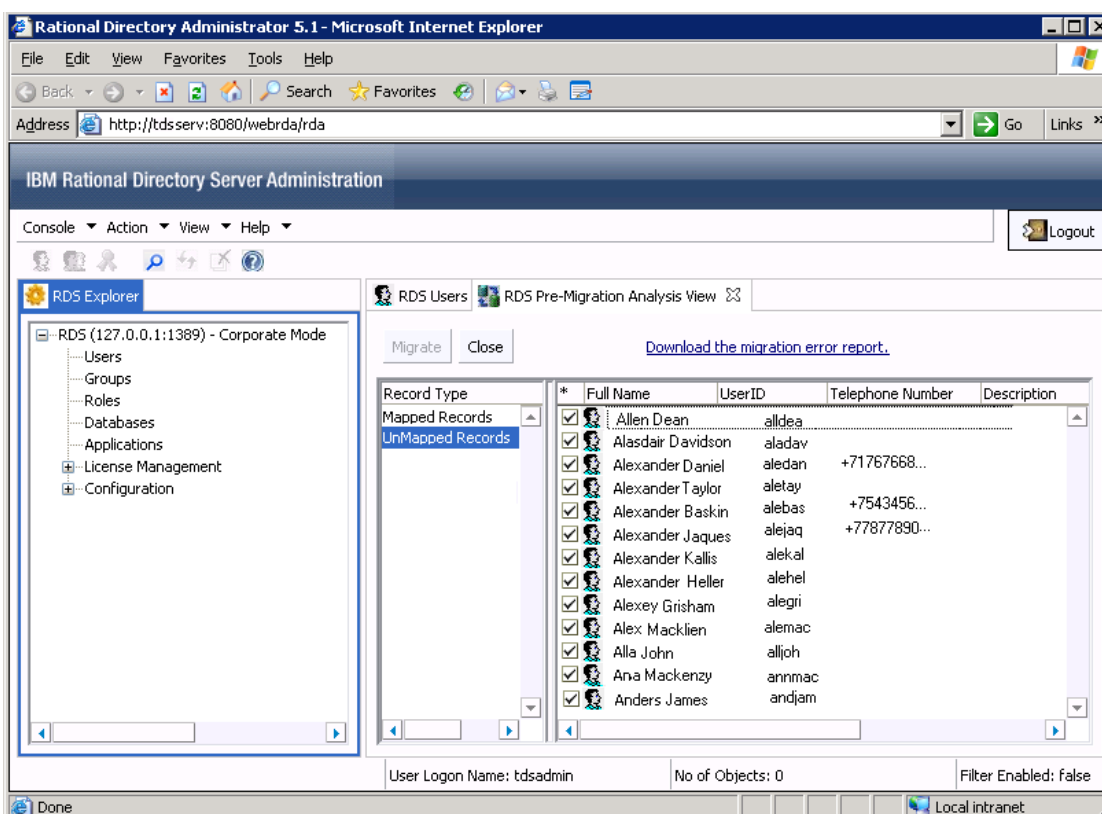 Rational Directory Administrator 5.1 - Microsoft Internet Explorer
File Edit View Favorites Tools Help
Back Search Favorites
Address http://tdsserv:8080/webrda/rda Go Links »
IBM Rational Directory Server Administration
Console Action View Help
Logout
RDS Explorer
RDS (127.0.0.1:1389) - Corporate Mode
Users
Groups
Roles
Databases
Applications
License Management
Configuration
RDS Users RDS Pre-Migration Analysis View
Migrate Close Download the migration error report.
Record Type
Mapped Records
UnMapped Records
* Full Name UserID Telephone Number Description
Allen Dean alldea
Alasdair Davidson aladav
Alexander Daniel aledan +71767668...
Alexander Taylor aletay
Alexander Baskin alebas +7543456...
Alexander Jaques alejaq +77877890...
Alexander Kallis alekal
Alexander Heller alehel
Alexey Grisham alegri
Alex Macklien alemac
Alla John alljoh
Ana Mackenzy annmac
Anders James andjam
User Logon Name: tdsadmin No of Objects: 0 Filter Enabled: false
Done Local intranet